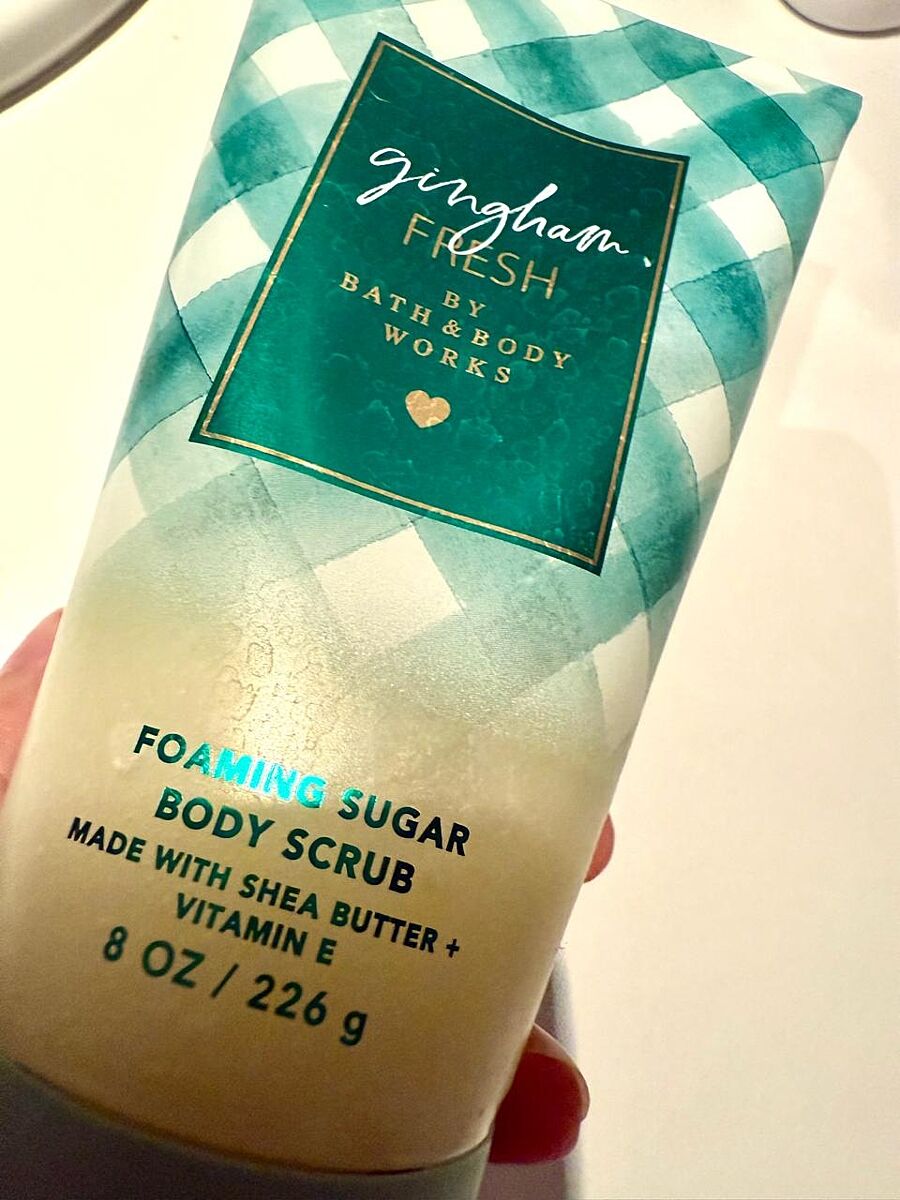 gingham
FRESH
BY
BATH & BODY
WORKS
FOAMING SUGAR
BODY SCRUB
MADE WITH SHEA BUTTER +
VITAMIN E
8 OZ / 226 g